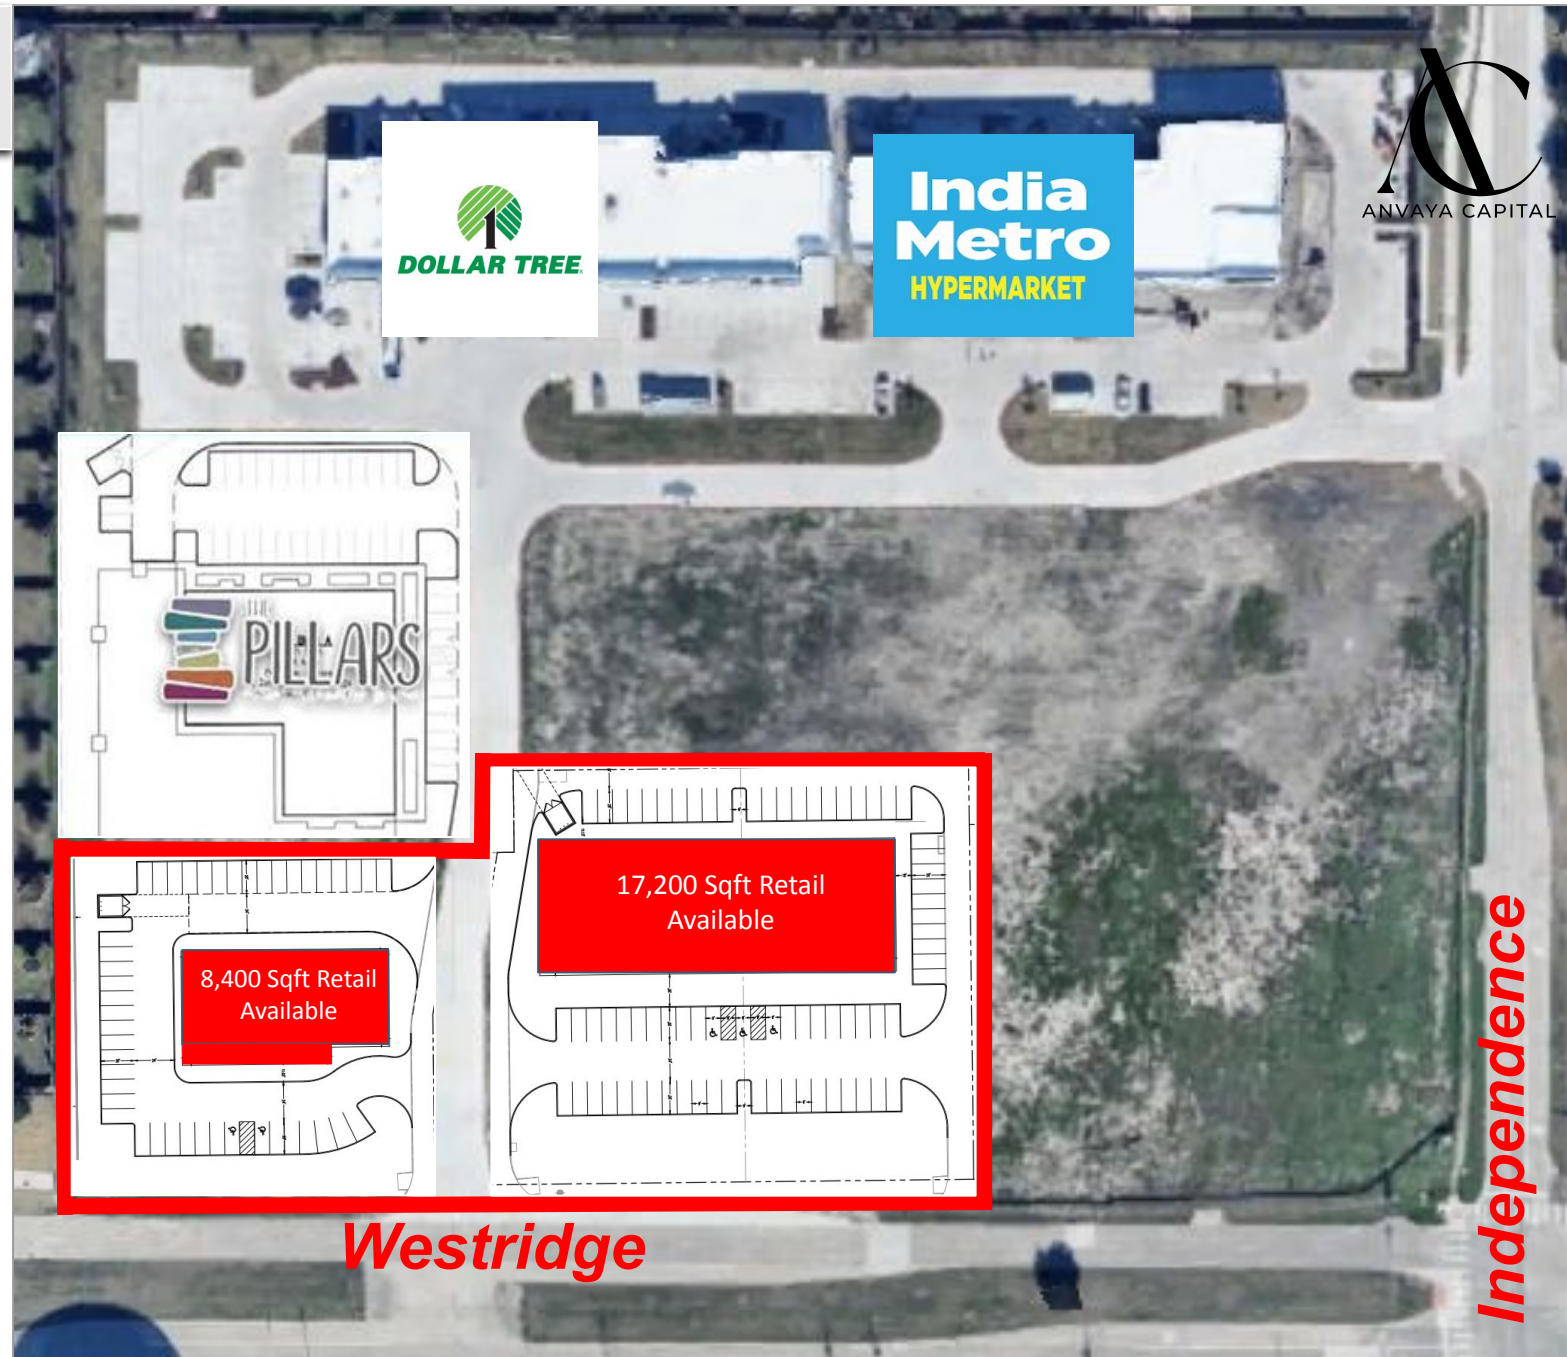 DOLLAR TREE
India
Metro
HYPERMARKET
ANVAYA CAPITAL
THE
PILLARS
17,200 Sqft Retail
Available
8,400 Sqft Retail
Available
Westridge
Independence